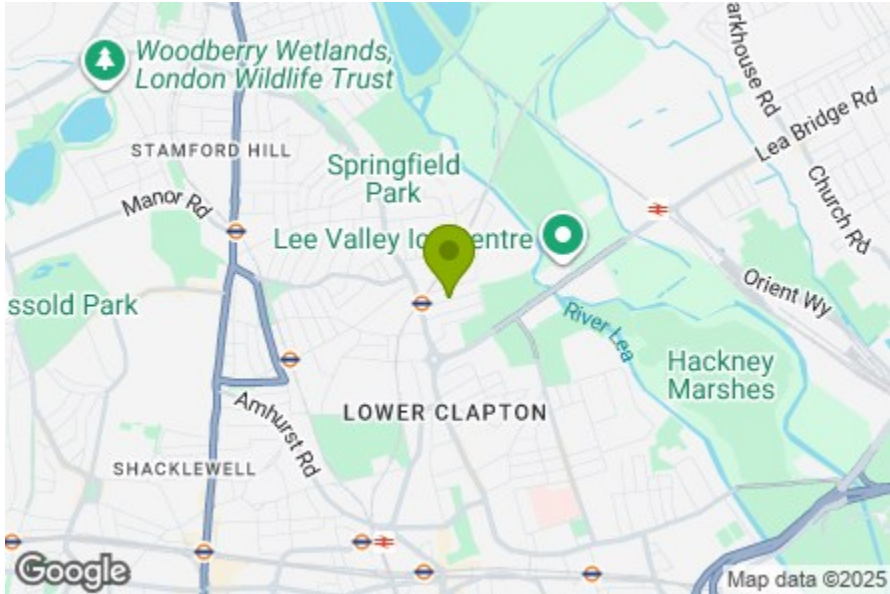 Woodberry Wetlands,
London Wildlife Trust
arkhouse Rd
Lea Bridge Rd
STAMFORD HILL
Springfield
Park
Manor Rd
Church Rd
Lee Valley Ic
entre
ssold Park
Orient Wy
River Lea
Hackney
Marshes
LOWER CLAPTON
Amhurst Rd
SHACKLEWELL
Google
Map data ©2025